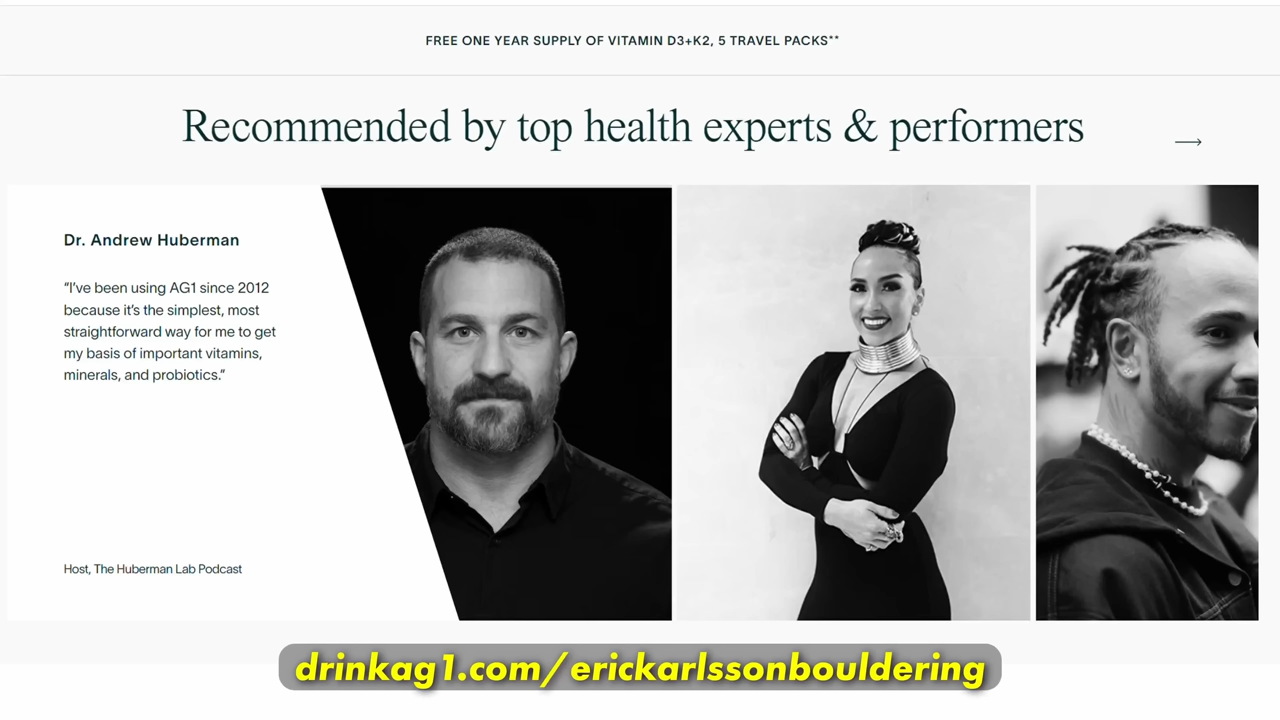 FREE ONE YEAR SUPPLY OF VITAMIN D3+K2, 5 TRAVEL PACKS**
Recommended by top health experts & performers
Dr. Andrew Huberman
“I’ve been using AG1 since 2012
because it’s the simplest, most
straightforward way for me to get
my basis of important vitamins,
minerals, and probiotics.”
Host, The Huberman Lab Podcast
drinkag1.com/erickarlssonbouldering